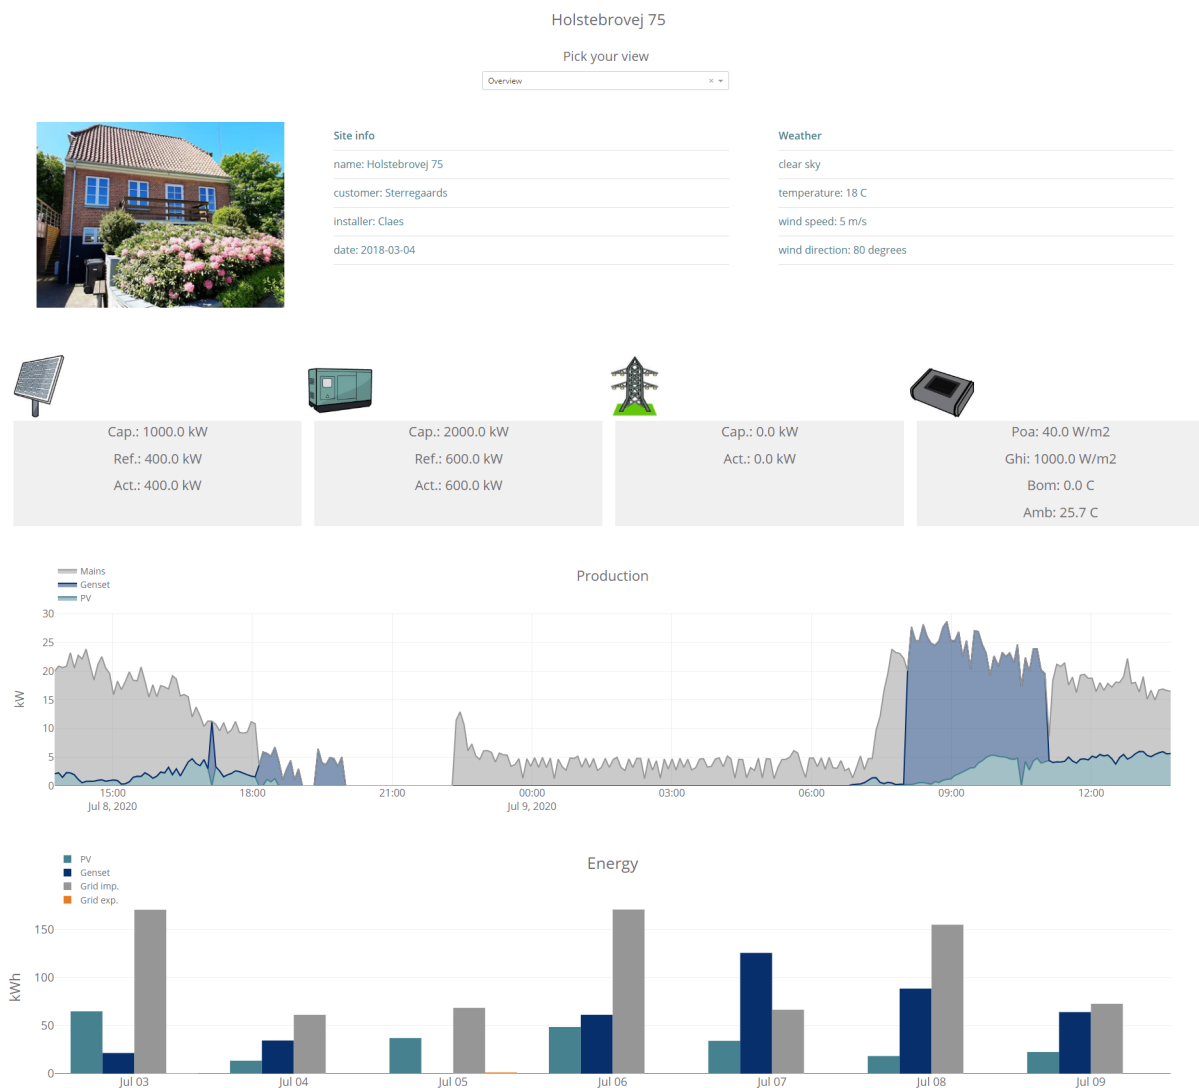 Holstebrovej 75
Pick your view
Overview
Site info
name: Holstebrovej 75
customer: Sterregaards
installer: Claes
date: 2018-03-04
Weather
clear sky
temperature: 18 C
wind speed: 5 m/s
wind direction: 80 degrees
Cap.: 1000.0 kW
Ref.: 400.0 kW
Act.: 400.0 kW
Cap.: 2000.0 kW
Ref.: 600.0 kW
Act.: 600.0 kW
Cap.: 0.0 kW
Act.: 0.0 kW
Poa: 40.0 W/m2
Ghi: 1000.0 W/m2
Bom: 0.0 C
Amb: 25.7 C
Production
Mains
Genset
PV
kW
30
25
20
15
10
5
0
15:00
Jul 8, 2020
18:00
21:00
00:00
Jul 9, 2020
03:00
06:00
09:00
12:00
Energy
PV
Genset
Grid imp.
Grid exp.
kWh
150
100
50
0
Jul 03
Jul 04
Jul 05
Jul 06
Jul 07
Jul 08
Jul 09